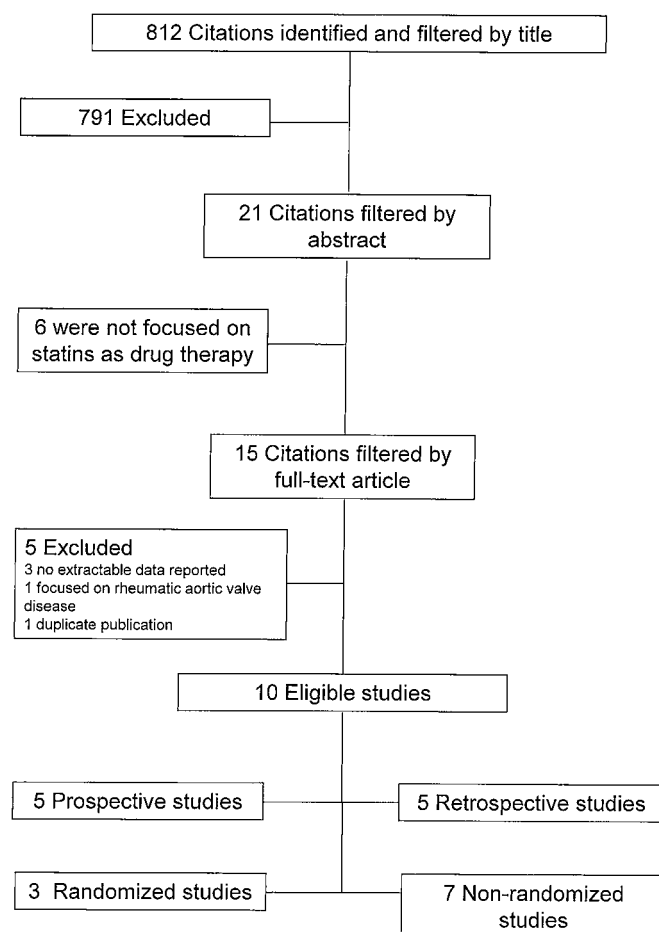 812 Citations identified and filtered by title
791 Excluded
21 Citations filtered by
abstract
6 were not focused on
statins as drug therapy
15 Citations filtered by
full-text article
5 Excluded
3 no extractable data reported
1 focused on rheumatic aortic valve
disease
1 duplicate publication
10 Eligible studies
5 Prospective studies
5 Retrospective studies
3 Randomized studies
7 Non-randomized
studies